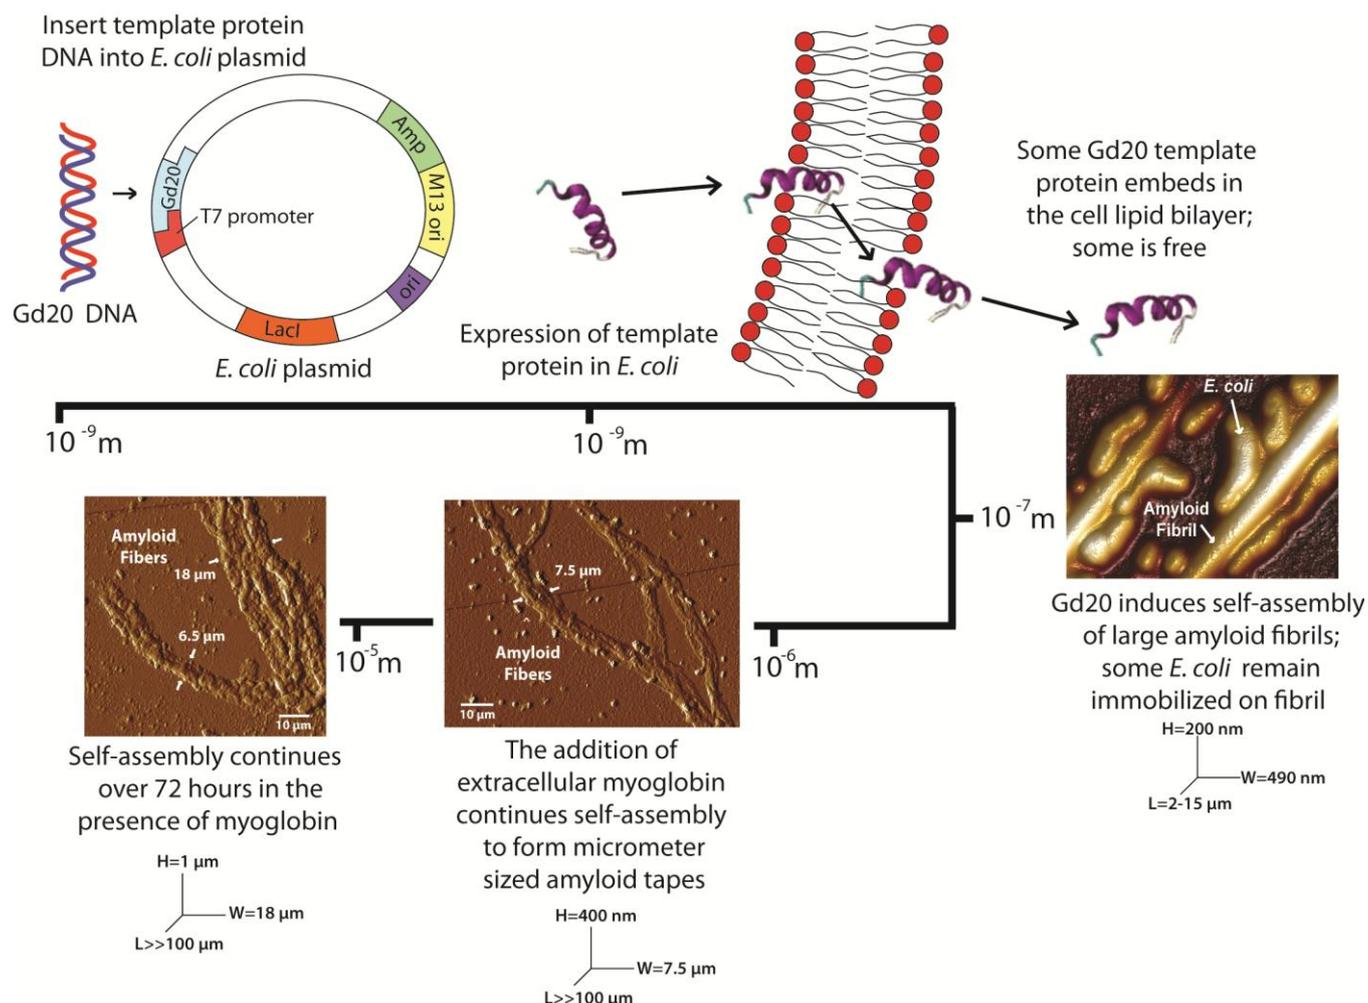 Insert template protein
DNA into E. coli plasmid
Gd20 DNA
Gd20
T7 promoter
Amp
M13 ori
ori
LacI
E. coli plasmid
Expression of template
protein in E. coli
Some Gd20 template
protein embeds in
the cell lipid bilayer;
some is free
10 -9m
10 -9m
10 -7m
10 -6m
10 -5m
E. coli
Amyloid
Fibril
Gd20 induces self-assembly
of large amyloid fibrils;
some E. coli remain
immobilized on fibril
H=200 nm
W=490 nm
L=2-15 µm
7.5 µm
Amyloid
Fibers
10 µm
The addition of
extracellular myoglobin
continues self-assembly
to form micrometer
sized amyloid tapes
H=400 nm
W=7.5 µm
L>>100 µm
Amyloid
Fibers
18 µm
6.5 µm
10 µm
Self-assembly continues
over 72 hours in the
presence of myoglobin
H=1 µm
W=18 µm
L>>100 µm